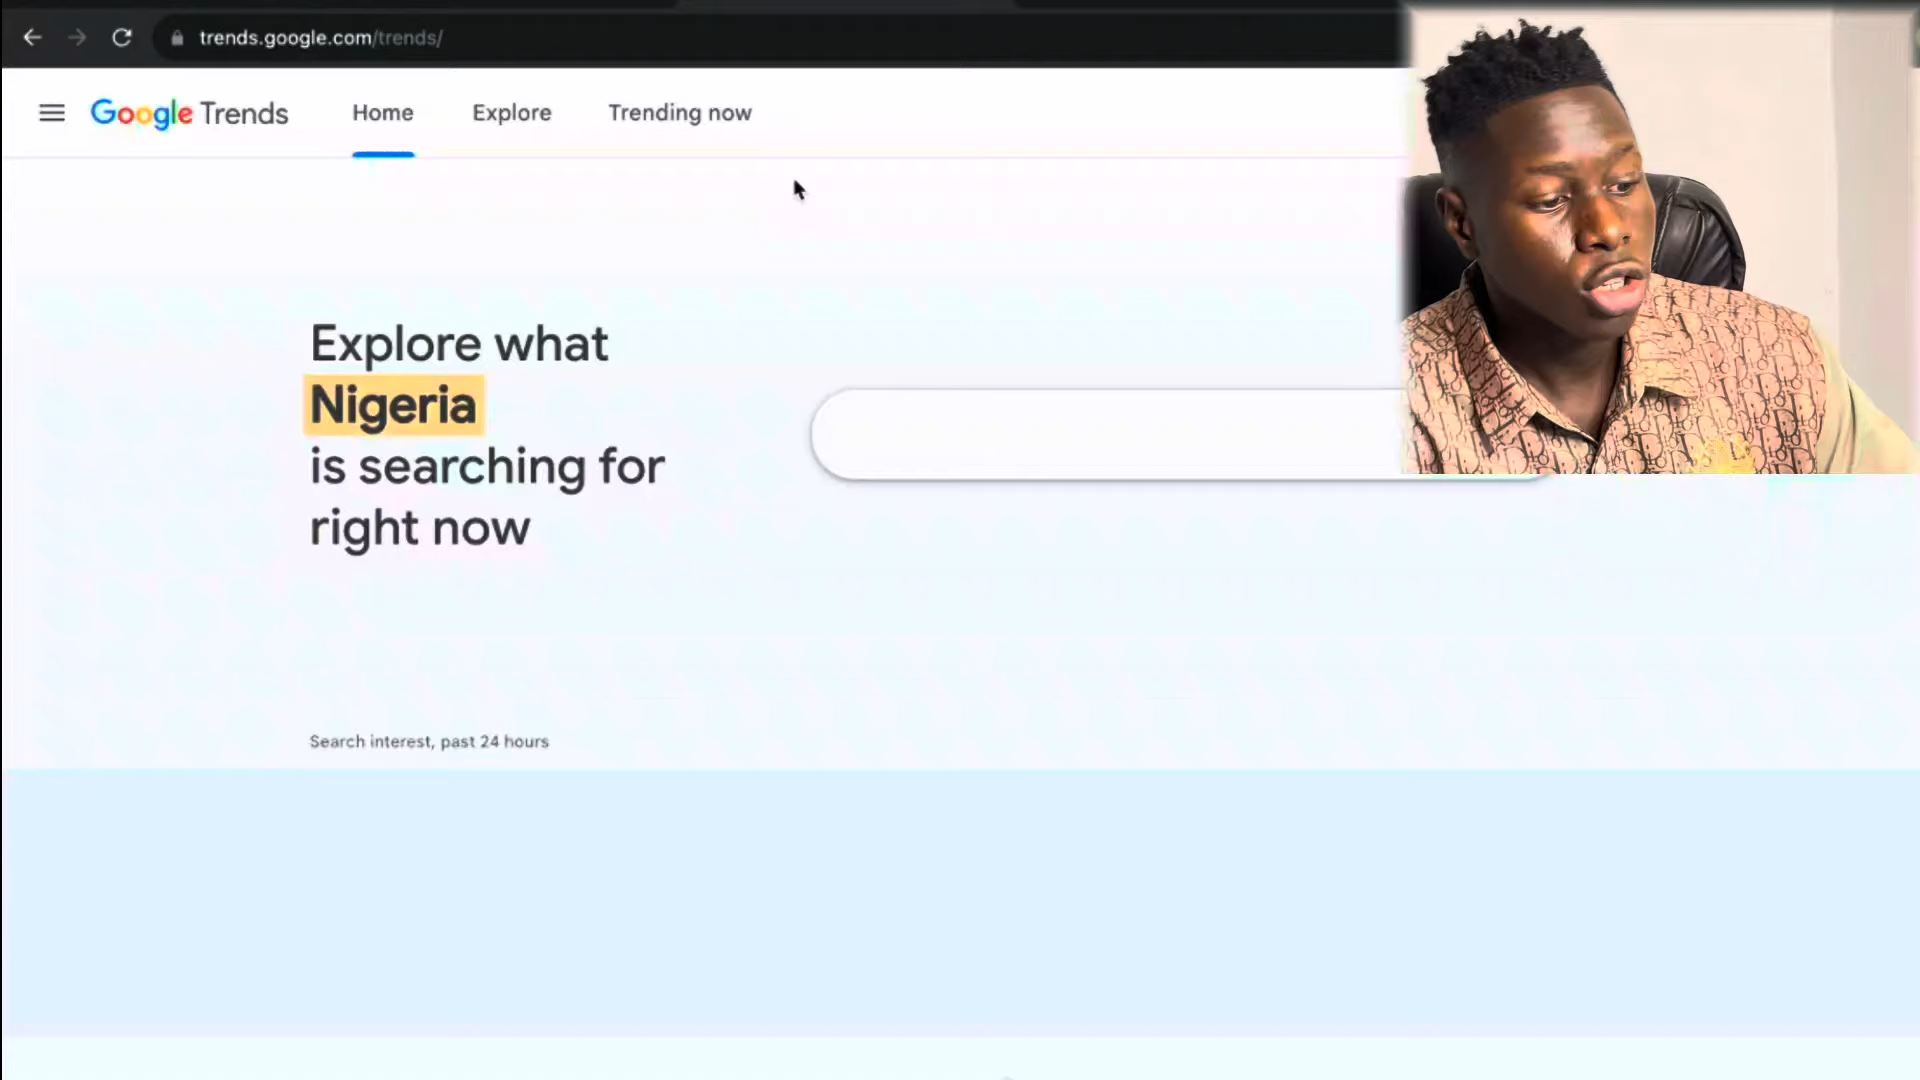 trends.google.com/trends/
Google Trends Home Explore Trending now
Explore what
Nigeria
is searching for
right now
Search interest, past 24 hours